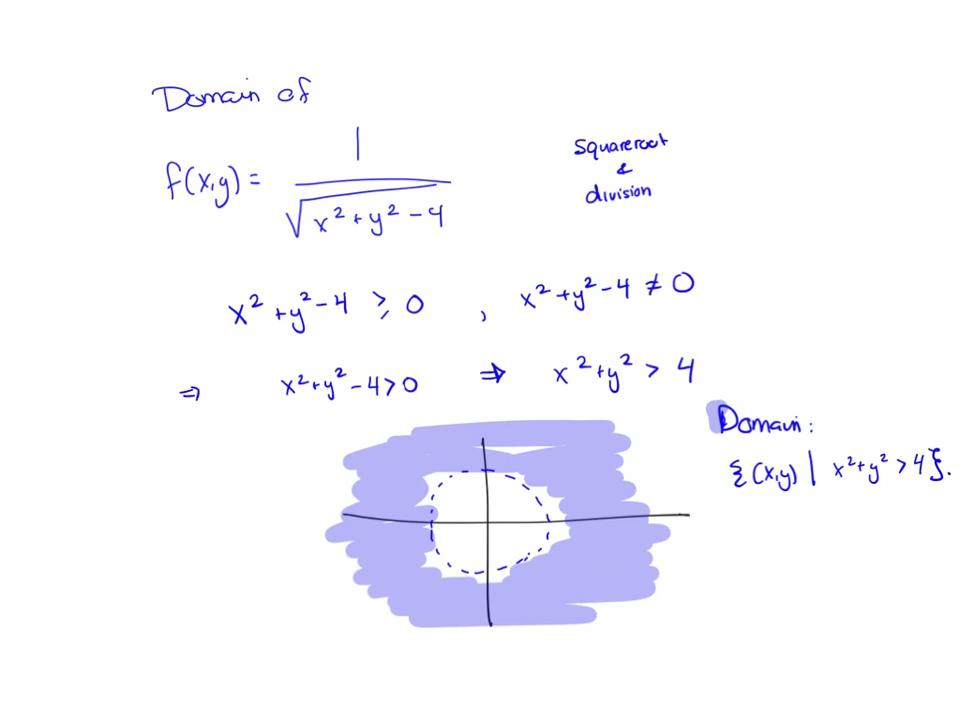 Domain of
f(x,y) = 1 / √(x² + y² - 4)
Squareroot
&
division
x² + y² - 4 ≥ 0 , x² + y² - 4 ≠ 0
⇒ x² + y² - 4 > 0 ⇒ x² + y² > 4
Domain:
{(x,y) | x² + y² > 4}.